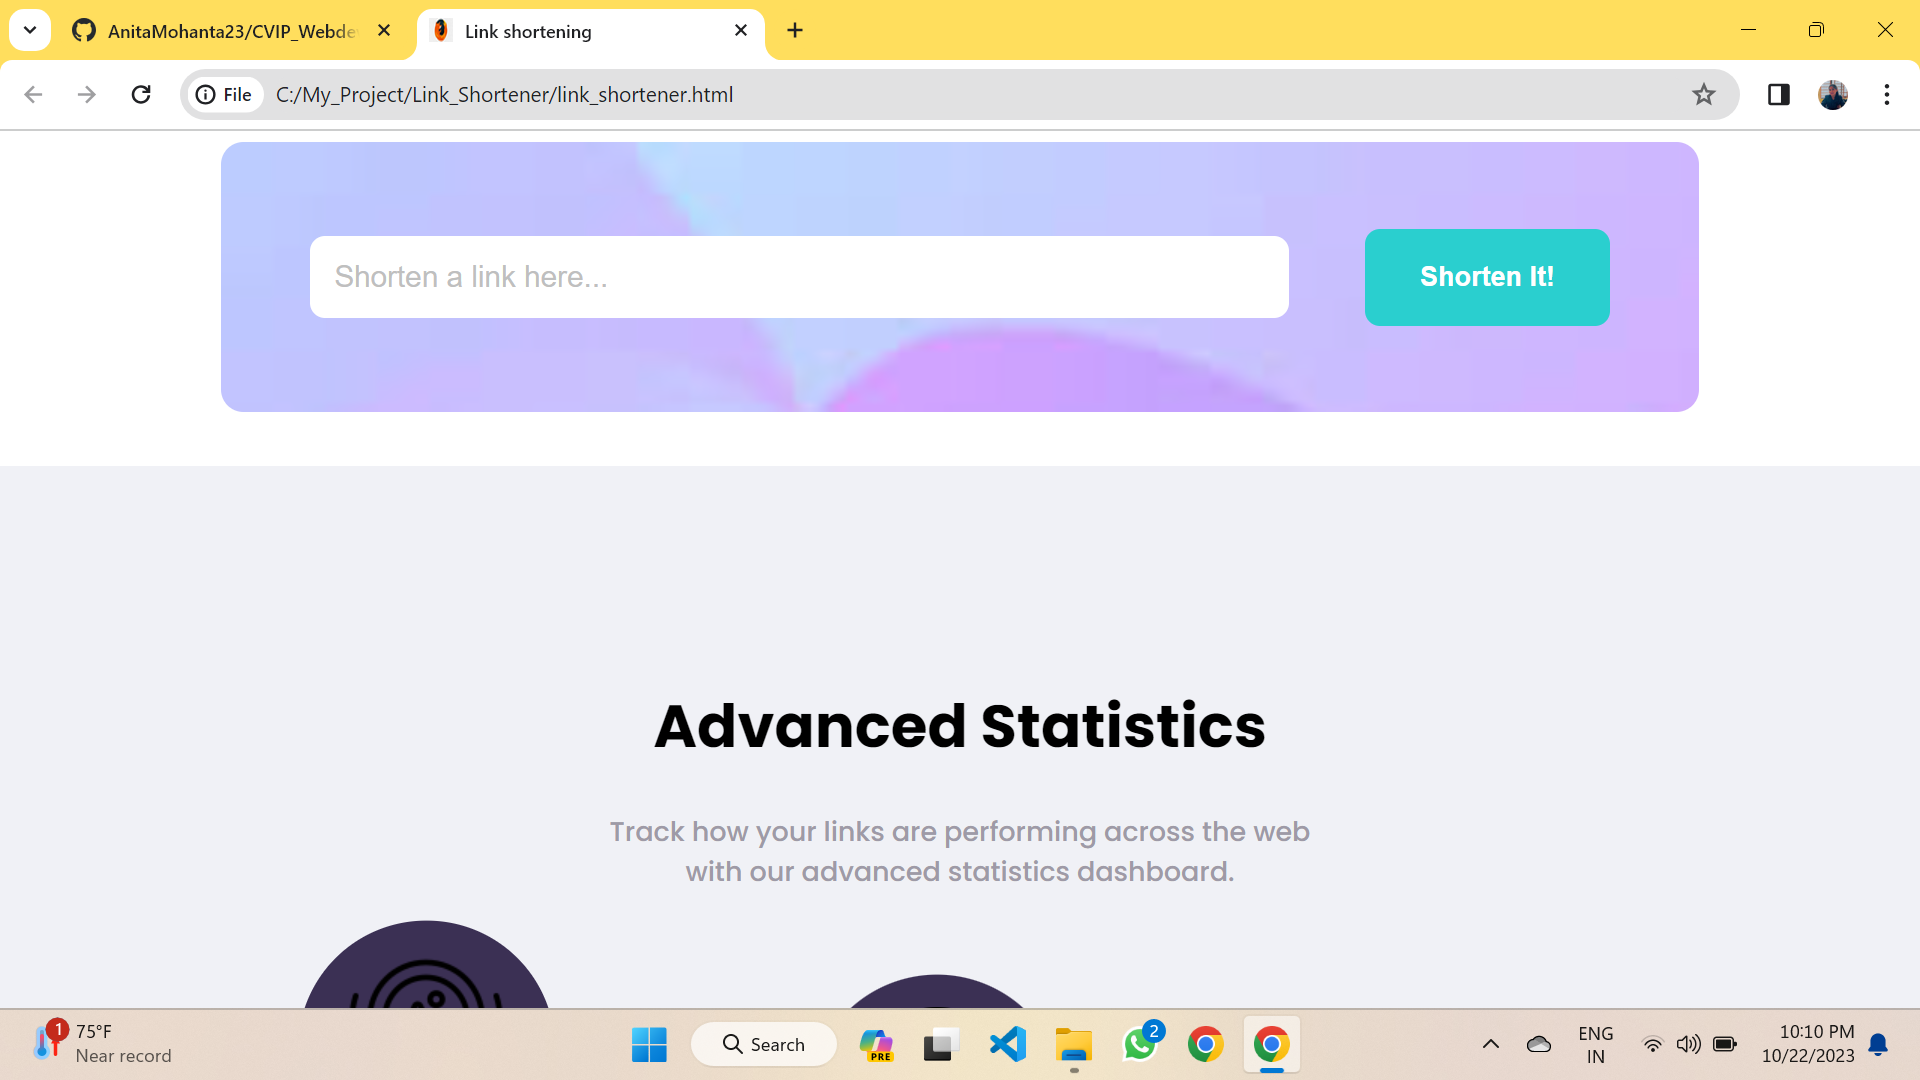 AnitaMohanta23/CVIP_Webde
Link shortening
File
C:/My_Project/Link_Shortener/link_shortener.html
Shorten a link here...
Shorten It!
Advanced Statistics
Track how your links are performing across the web
with our advanced statistics dashboard.
1
75°F
Near record
Search
PRE
2
ENG
IN
10:10 PM
10/22/2023